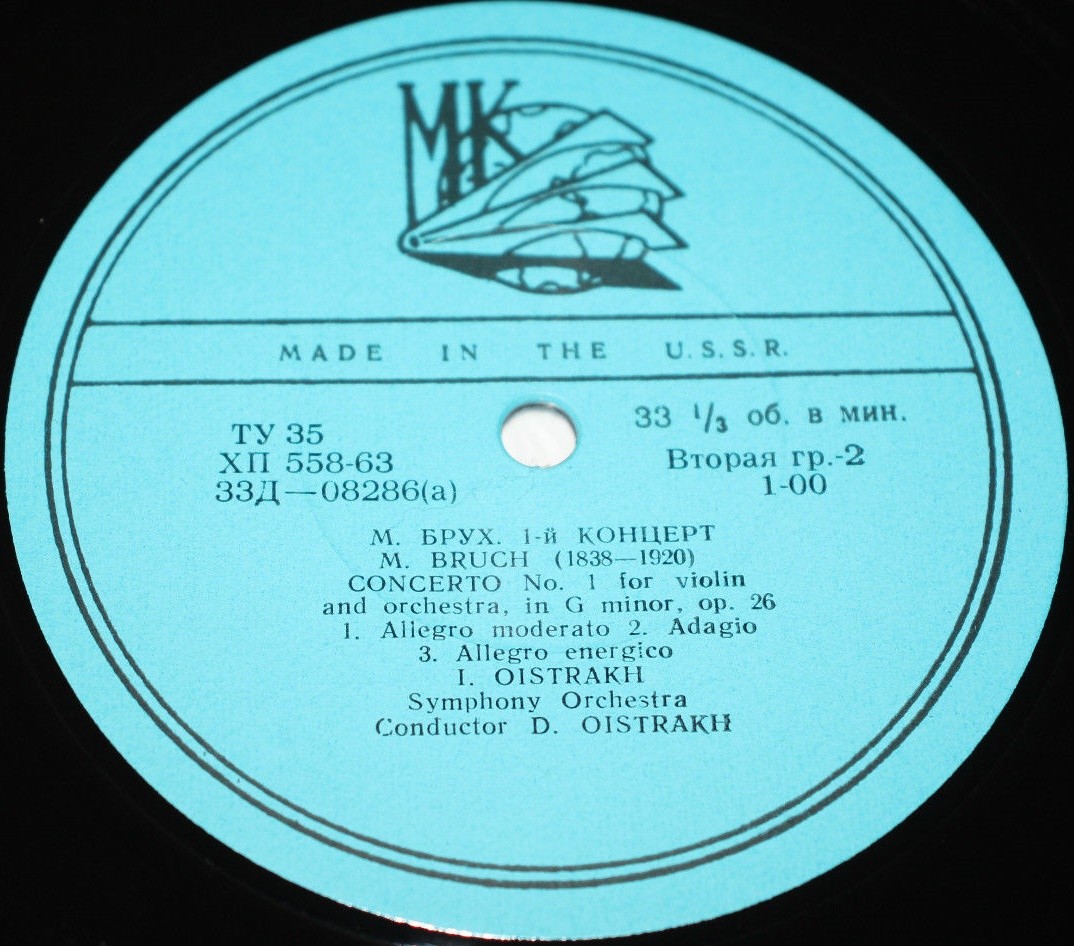 МК
MADE IN THE U.S.S.R.
ТУ 35
ХП 558-63
33Д—08286(а)
33 1/3 об. в мин.
Вторая гр.-2
1-00
М. БРУХ. 1-й КОНЦЕРТ
M. BRUCH (1838—1920)
CONCERTO No. 1 for violin
and orchestra, in G minor, op. 26
1. Allegro moderato 2. Adagio
3. Allegro energico
I. OISTRAKH
Symphony Orchestra
Conductor D. OISTRAKH